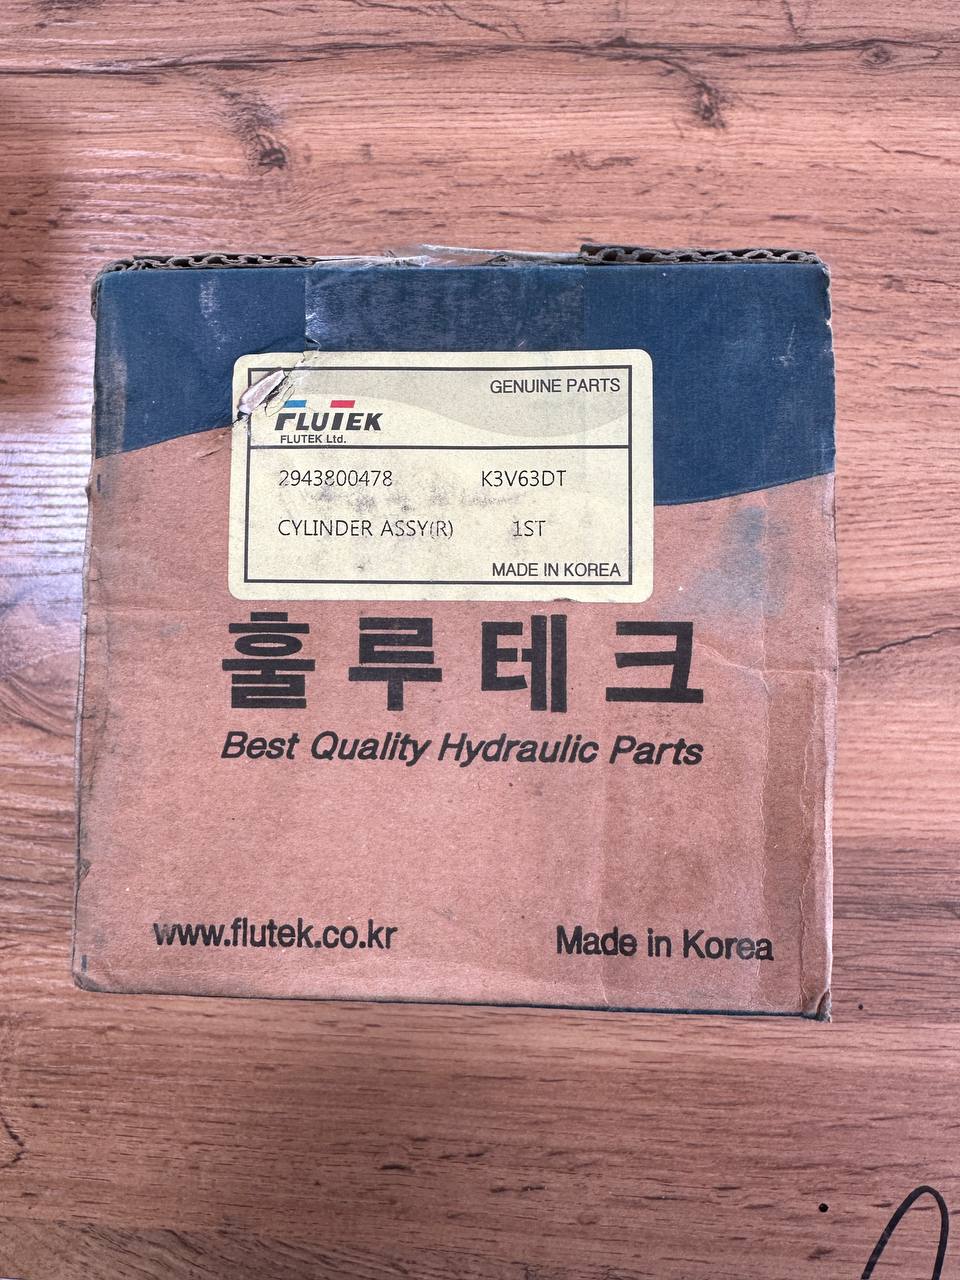 GENUINE PARTS
FLUTEK
FLUTEK Ltd.
2943800478 K3V63DT
CYLINDER ASSY(R) 1ST
MADE IN KOREA
훌루테크
Best Quality Hydraulic Parts
www.flutek.co.kr Made in Korea